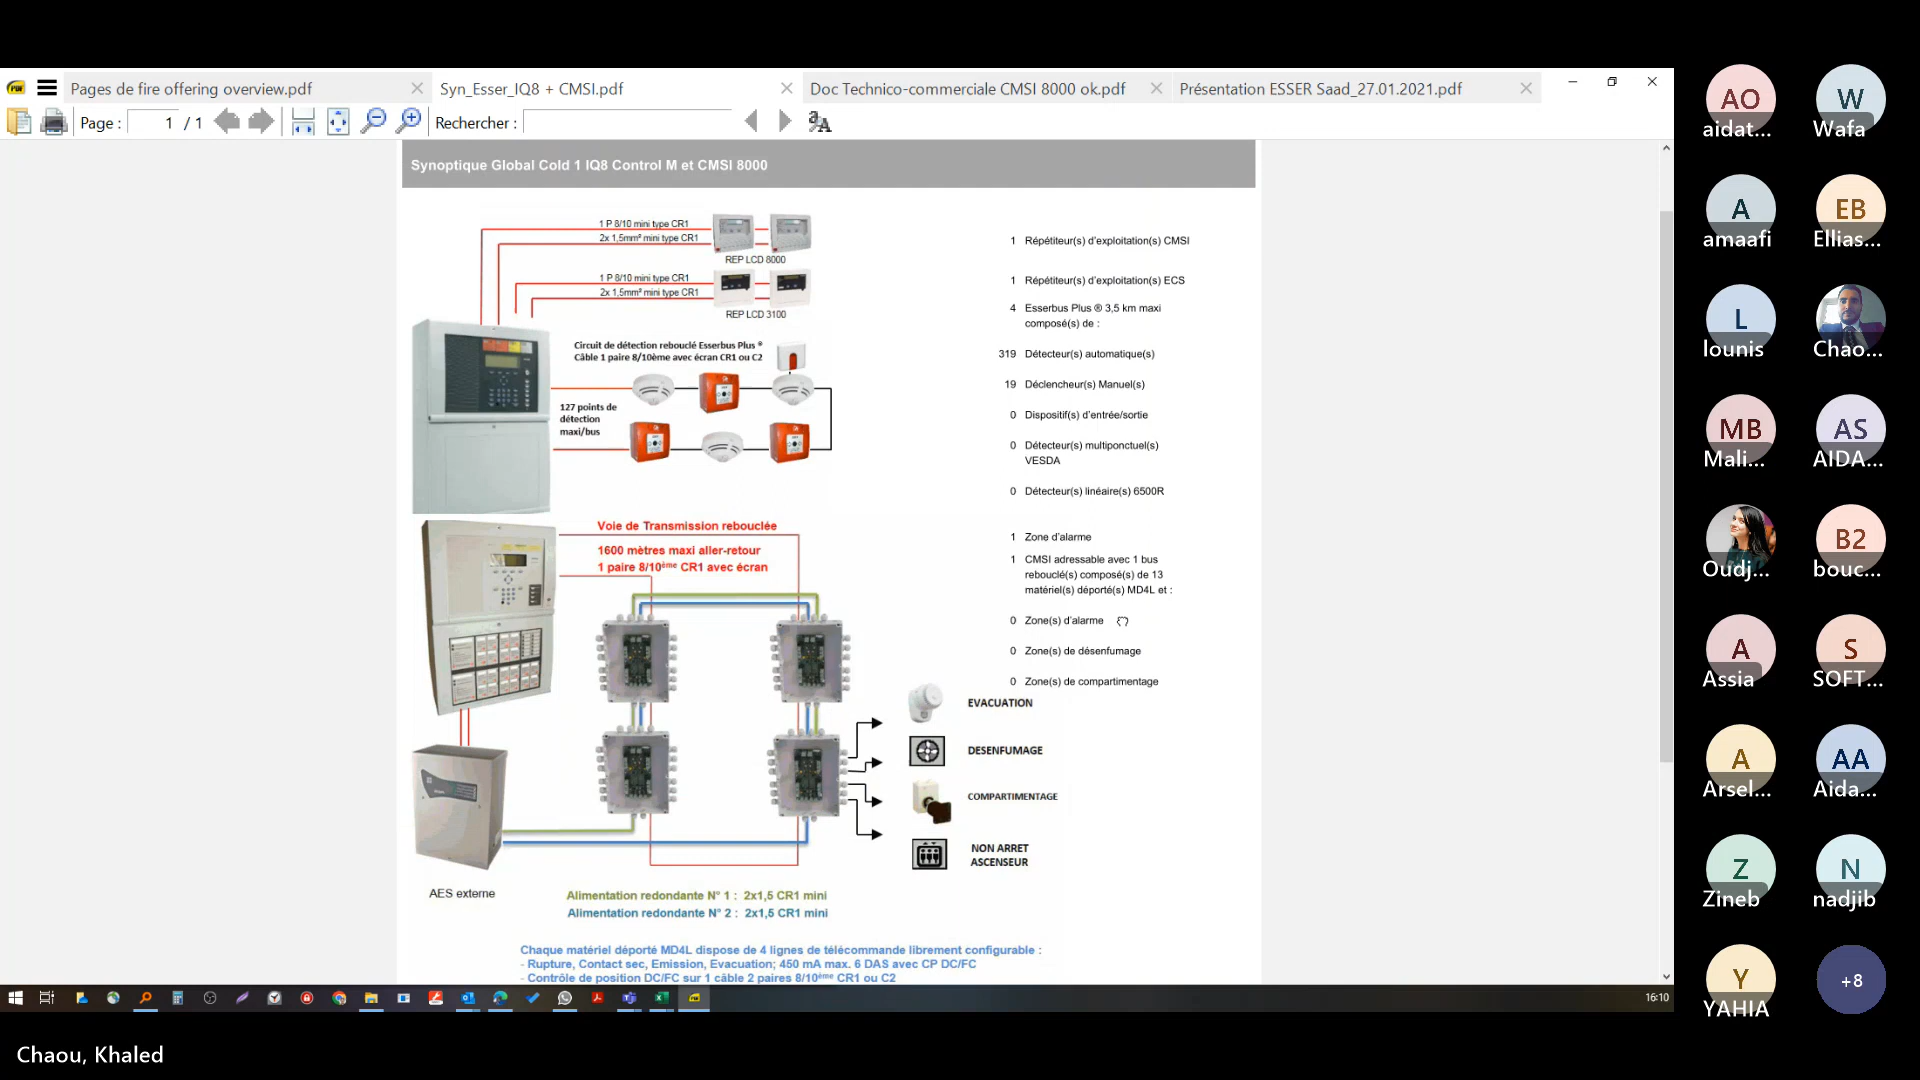 Pages de fire offering overview.pdf
Syn_Esser_IQ8 + CMSI.pdf
Doc Technico-commerciale CMSI 8000 ok.pdf
Présentation ESSER Saad_27.01.2021.pdf
Page : 1 / 1
Rechercher :
Synoptique Global Cold 1 IQ8 Control M et CMSI 8000
1 P 8/10 mini type CR1
2x 1,5mm² mini type CR1
REP LCD 8000
1 P 8/10 mini type CR1
2x 1,5mm² mini type CR1
REP LCD 3100
Circuit de détection rebouclé Esserbus Plus ®
Câble 1 paire 8/10ème avec écran CR1 ou C2
127 points de
détection
maxi/bus
1 Répétiteur(s) d'exploitation(s) CMSI
1 Répétiteur(s) d'exploitation(s) ECS
4 Esserbus Plus ® 3,5 km maxi
composé(s) de :
319 Détecteur(s) automatique(s)
19 Déclencheur(s) Manuel(s)
0 Dispositif(s) d'entrée/sortie
0 Détecteur(s) multiponctuel(s)
VESDA
0 Détecteur(s) linéaire(s) 6500R
Voie de Transmission rebouclée
1600 mètres maxi aller-retour
1 paire 8/10ème CR1 avec écran
1 Zone d'alarme
1 CMSI adressable avec 1 bus
rebouclé(s) composé(s) de 13
matériel(s) déporté(s) MD4L et :
0 Zone(s) d'alarme
0 Zone(s) de désenfumage
0 Zone(s) de compartimentage
EVACUATION
DESENFUMAGE
COMPARTIMENTAGE
NON ARRET
ASCENSEUR
AES externe
Alimentation redondante N° 1 : 2x1,5 CR1 mini
Alimentation redondante N° 2 : 2x1,5 CR1 mini
Chaque matériel déporté MD4L dispose de 4 lignes de télécommande librement configurable :
- Rupture, Contact sec, Emission, Evacuation; 450 mA max. 6 DAS avec CP DC/FC
- Contrôle de position DC/FC sur 1 câble 2 paires 8/10ème CR1 ou C2
16:10
Chaou, Khaled
AO
aidat...
W
Wafa
A
amaafi
EB
Ellias...
L
lounis
Chao...
MB
Mali...
AS
AIDA...
Oudj...
B2
bouc...
A
Assia
S
SOFT...
A
Arsel...
AA
Aida...
Z
Zineb
N
nadjib
Y
YAHIA
+8